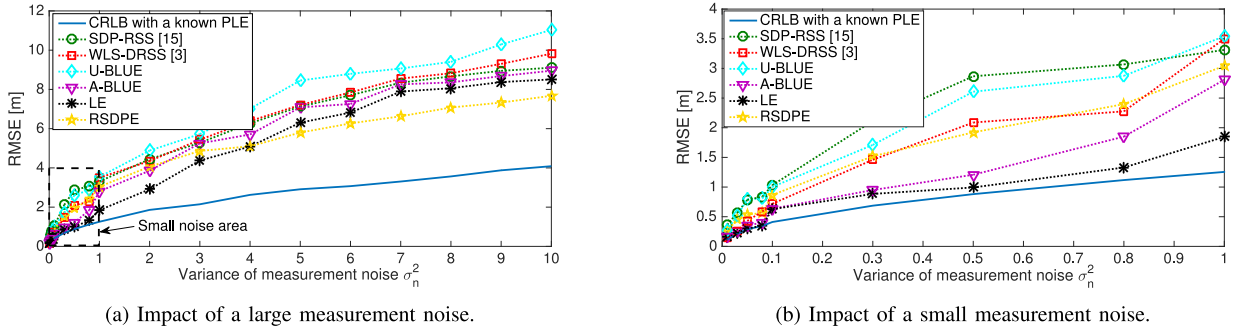 CRLB with a known PLE
SDP-RSS [15]
WLS-DRSS [3]
U-BLUE
A-BLUE
LE
RSDPE
Small noise area
RMSE [m]
12
10
8
6
4
2
0
0 1 2 3 4 5 6 7 8 9 10
Variance of measurement noise σ²ₙ
(a) Impact of a large measurement noise.
CRLB with a known PLE
SDP-RSS [15]
WLS-DRSS [3]
U-BLUE
A-BLUE
LE
RSDPE
RMSE [m]
5
4.5
4
3.5
3
2.5
2
1.5
1
0.5
0
0 0.1 0.2 0.3 0.4 0.5 0.6 0.7 0.8 0.9 1
Variance of measurement noise σ²ₙ
(b) Impact of a small measurement noise.